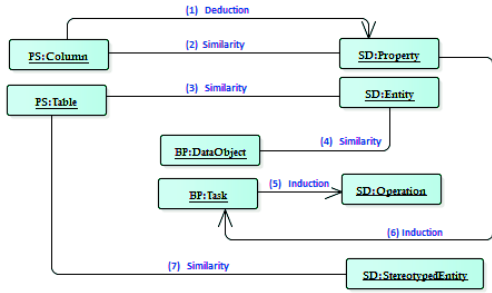 (1) Deduction
(2) Similarity
PS:Column
SD:Property
(3) Similarity
PS:Table
SD:Entity
(4) Similarity
BP:DataObject
(5) Induction
BP:Task
SD:Operation
(6) Induction
(7) Similarity
SD:StereotypedEntity